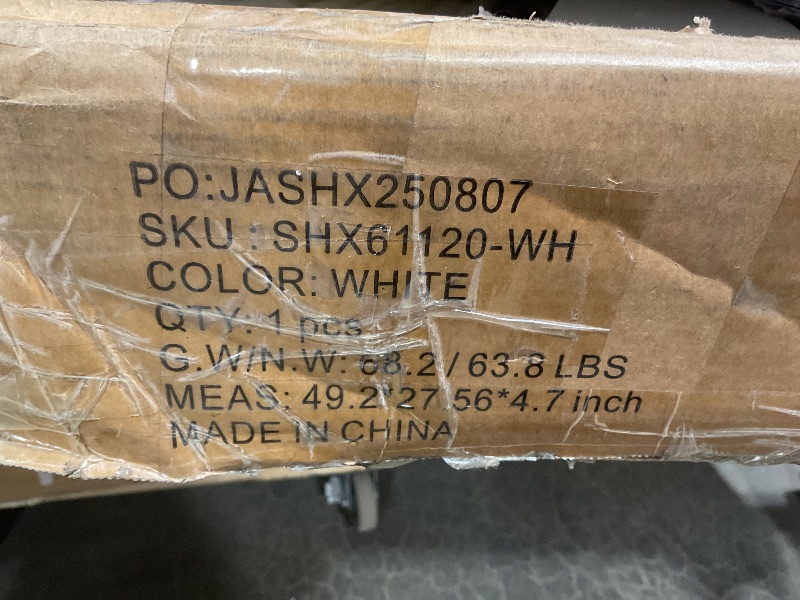 PO:JASHX250807
SKU : SHX61120-WH
COLOR: WHITE
QTY: 1 pcs
G.W/N.W: 68.2 / 63.8 LBS
MEAS: 49.2*27.56*4.7 inch
MADE IN CHINA